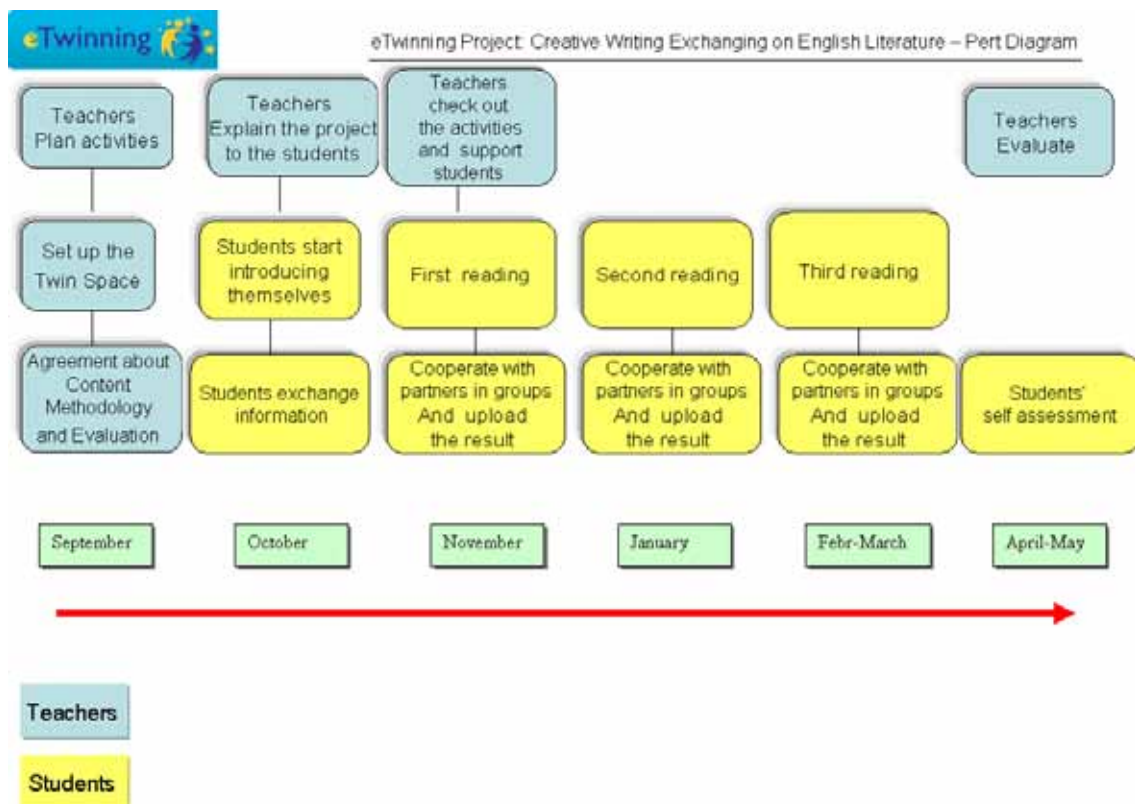 eTwinning
eTwinning Project: Creative Writing Exchanging on English Literature – Pert Diagram
Teachers
Plan activities
Teachers
Explain the project
to the students
Teachers
check out
the activities
and support
students
Teachers
Evaluate
Set up the
Twin Space
Students start
introducing
themselves
First reading
Second reading
Third reading
Agreement about
Content
Methodology
and Evaluation
Students exchange
information
Cooperate with
partners in groups
And upload
the result
Cooperate with
partners in groups
And upload
the result
Cooperate with
partners in groups
And upload
the result
Students'
self assessment
September
October
November
January
Febr-March
April-May
Teachers
Students